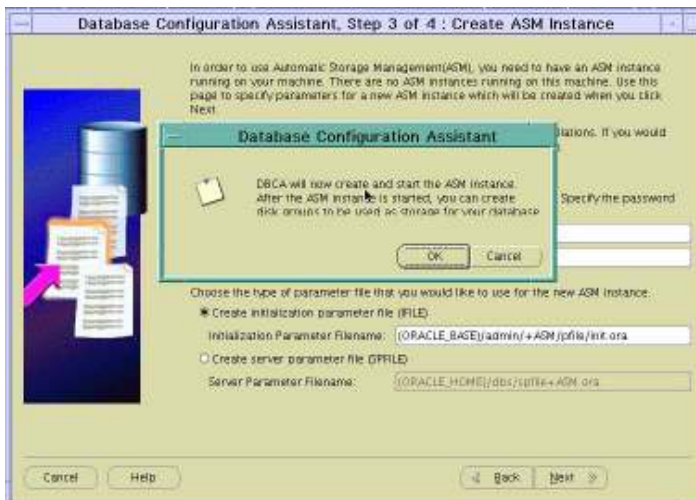 Database Configuration Assistant, Step 3 of 4 : Create ASM Instance
In order to use Automatic Storage Management(ASM), you need to have an ASM instance
running on your machine. There are no ASM instances running on this machine. Use this
page to specify parameters for a new ASM instance which will be created when you click
Next.
Database Configuration Assistant
If you would
DBCA will now create and start the ASM instance.
After the ASM instance is started, you can create
disk groups to be used as storage for your database
Specify the password
OK
Cancel
Choose the type of parameter file that you would like to use for the new ASM instance.
Create initialization parameter file (IFILE)
Initialization Parameter Filename: {ORACLE_BASE}/admin/+ASM/pfile/init.ora
Create server parameter file (SPFILE)
Server Parameter Filename: {ORACLE_HOME}/dbs/spfile+ASM.ora
Cancel
Help
Back
Next